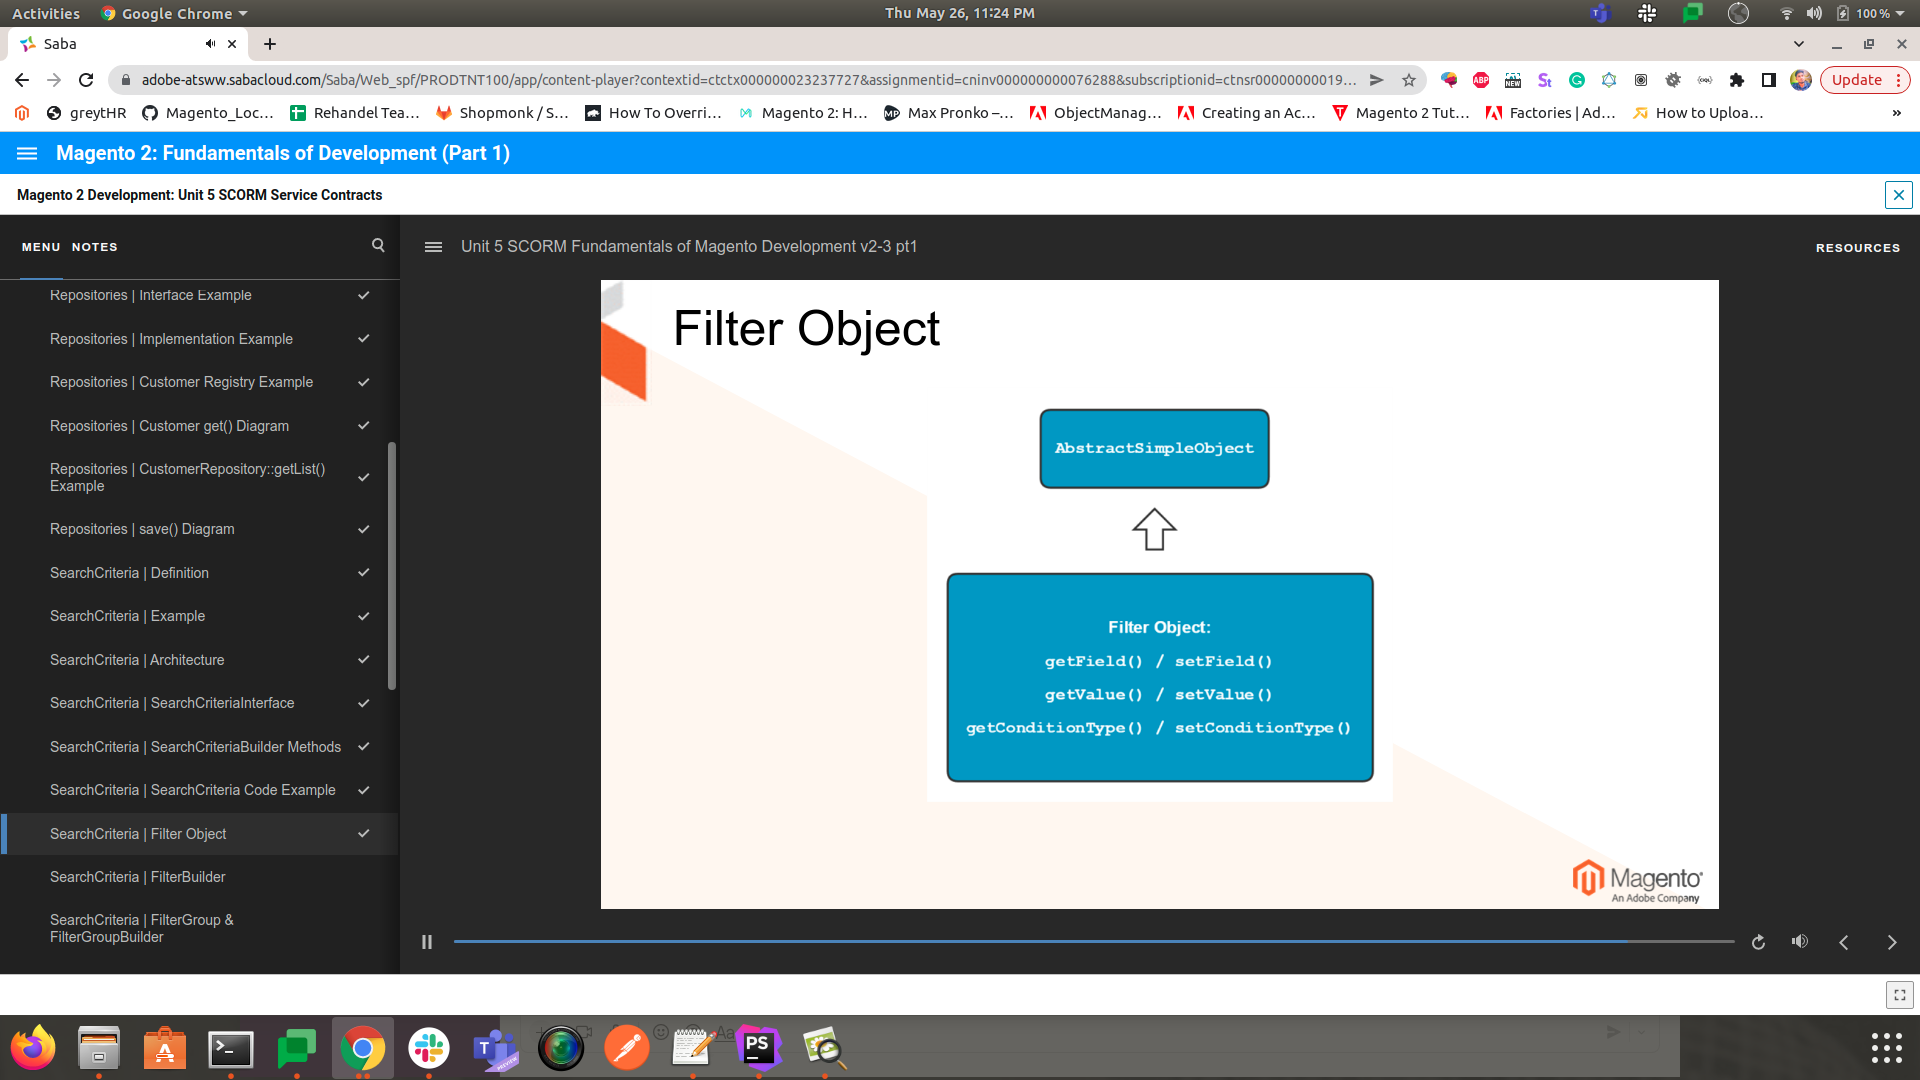 Activities
Google Chrome
Thu May 26, 11:24 PM
100 %
Saba
adobe-atsww.sabacloud.com/Saba/Web_spf/PRODTNT100/app/content-player?contextid=ctctx000000023237727&assignmentid=cninv000000000076288&subscriptionid=ctnsr00000000019...
ABP
NEW
St
Update
greytHR
Magento_Loc...
Rehandel Tea...
Shopmonk / S...
How To Overri...
Magento 2: H...
Max Pronko –...
ObjectManag...
Creating an Ac...
Magento 2 Tut...
Factories | Ad...
How to Uploa...
»
Magento 2: Fundamentals of Development (Part 1)
Magento 2 Development: Unit 5 SCORM Service Contracts
MENU
NOTES
Unit 5 SCORM Fundamentals of Magento Development v2-3 pt1
RESOURCES
Repositories | Interface Example
Repositories | Implementation Example
Repositories | Customer Registry Example
Repositories | Customer get() Diagram
Repositories | CustomerRepository::getList()
Example
Repositories | save() Diagram
SearchCriteria | Definition
SearchCriteria | Example
SearchCriteria | Architecture
SearchCriteria | SearchCriteriaInterface
SearchCriteria | SearchCriteriaBuilder Methods
SearchCriteria | SearchCriteria Code Example
SearchCriteria | Filter Object
SearchCriteria | FilterBuilder
SearchCriteria | FilterGroup &
FilterGroupBuilder
Filter Object
AbstractSimpleObject
Filter Object:
getField() / setField()
getValue() / setValue()
getConditionType() / setConditionType()
Magento
An Adobe Company
PS